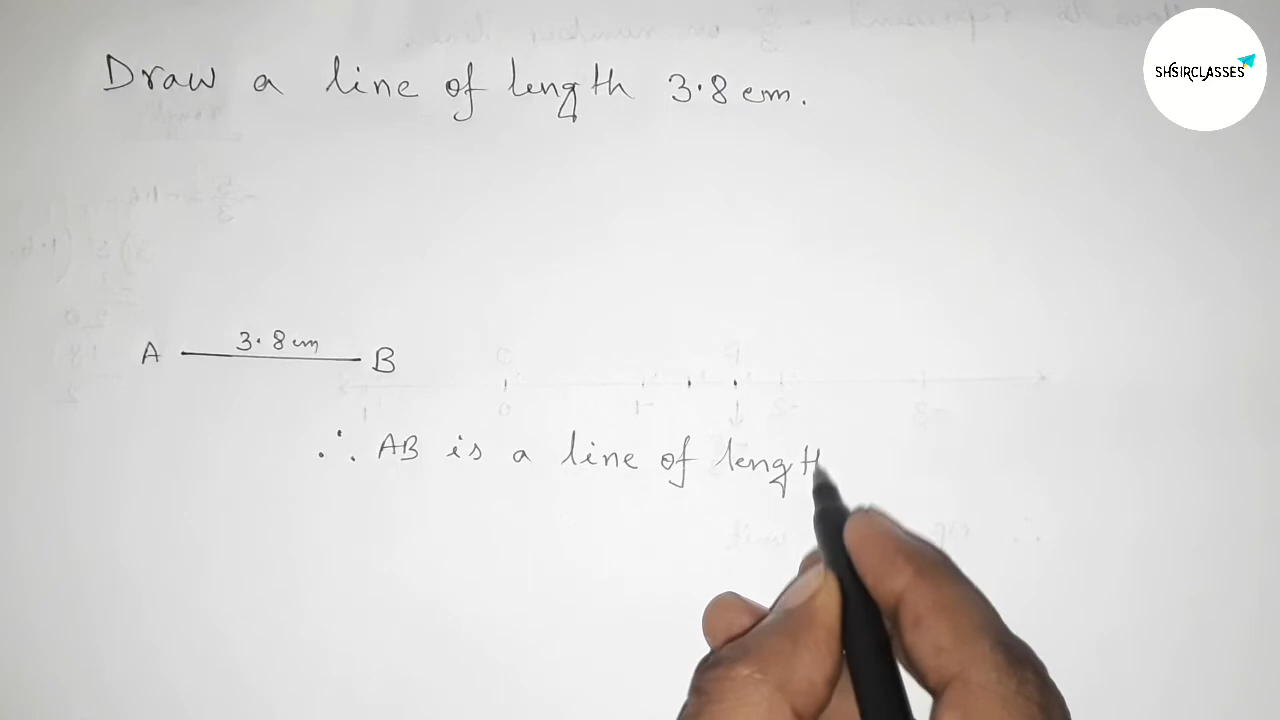 Draw a line of length 3.8 cm.
SHSIRCLASSES
3.8 cm
A B
∴ AB is a line of length